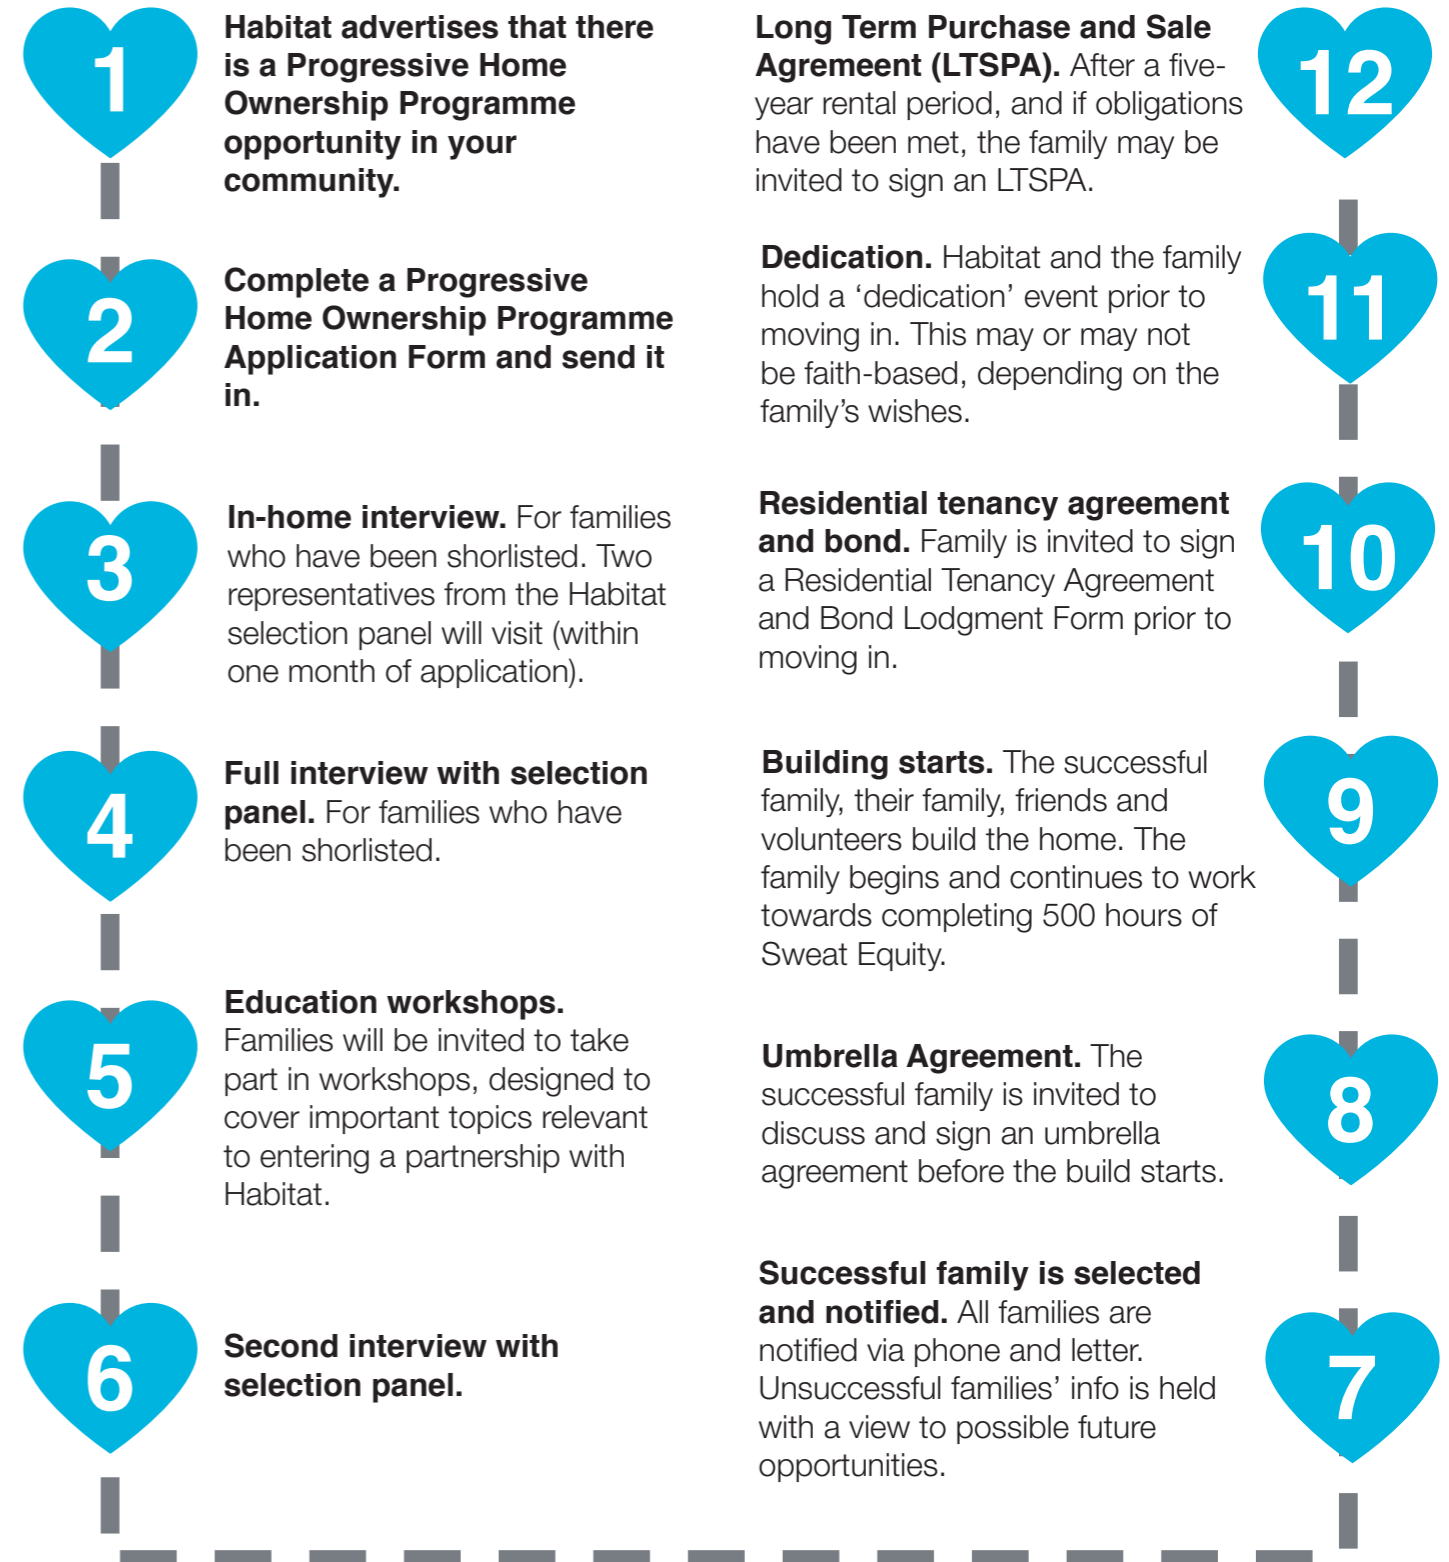 1
Habitat advertises that there
is a Progressive Home
Ownership Programme
opportunity in your
community.
2
Complete a Progressive
Home Ownership Programme
Application Form and send it
in.
3
In-home interview. For families
who have been shorlisted. Two
representatives from the Habitat
selection panel will visit (within
one month of application).
4
Full interview with selection
panel. For families who have
been shorlisted.
5
Education workshops.
Families will be invited to take
part in workshops, designed to
cover important topics relevant
to entering a partnership with
Habitat.
6
Second interview with
selection panel.
7
Successful family is selected
and notified. All families are
notified via phone and letter.
Unsuccessful families’ info is held
with a view to possible future
opportunities.
8
Umbrella Agreement. The
successful family is invited to
discuss and sign an umbrella
agreement before the build starts.
9
Building starts. The successful
family, their family, friends and
volunteers build the home. The
family begins and continues to work
towards completing 500 hours of
Sweat Equity.
10
Residential tenancy agreement
and bond. Family is invited to sign
a Residential Tenancy Agreement
and Bond Lodgment Form prior to
moving in.
11
Dedication. Habitat and the family
hold a ‘dedication’ event prior to
moving in. This may or may not
be faith-based, depending on the
family’s wishes.
12
Long Term Purchase and Sale
Agremeent (LTSPA). After a five-
year rental period, and if obligations
have been met, the family may be
invited to sign an LTSPA.